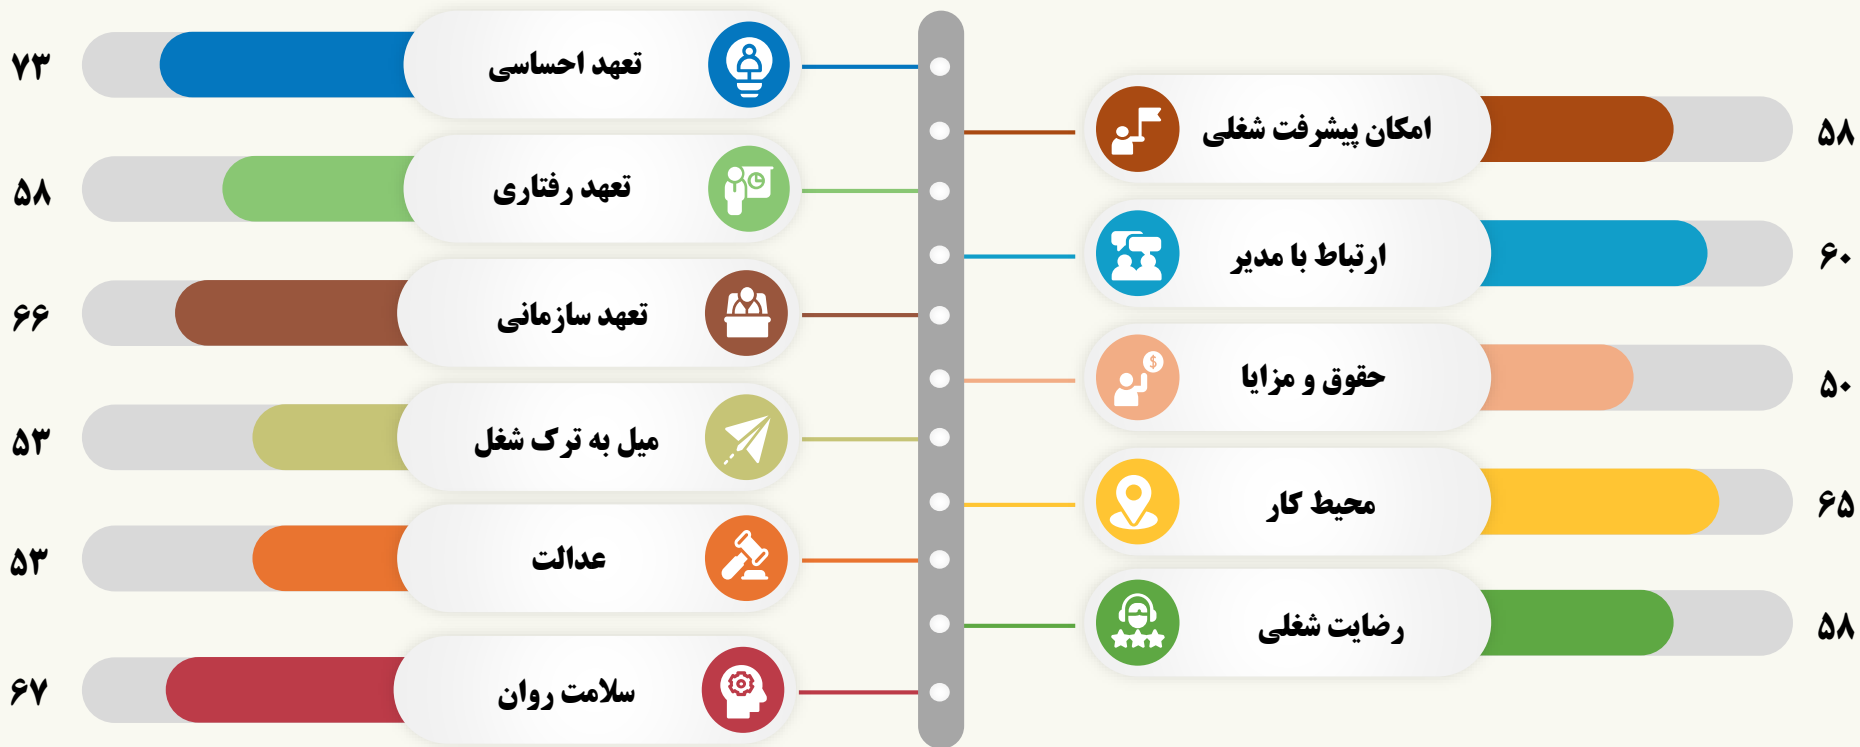 امکان پیشرفت شغلی ۵۸
ارتباط با مدیر ۶۰
حقوق و مزایا ۵۰
محیط کار ۶۵
رضایت شغلی ۵۸
تعهد احساسی ۷۳
تعهد رفتاری ۵۸
تعهد سازمانی ۶۶
میل به ترک شغل ۵۳
عدالت ۵۳
سلامت روان ۶۷